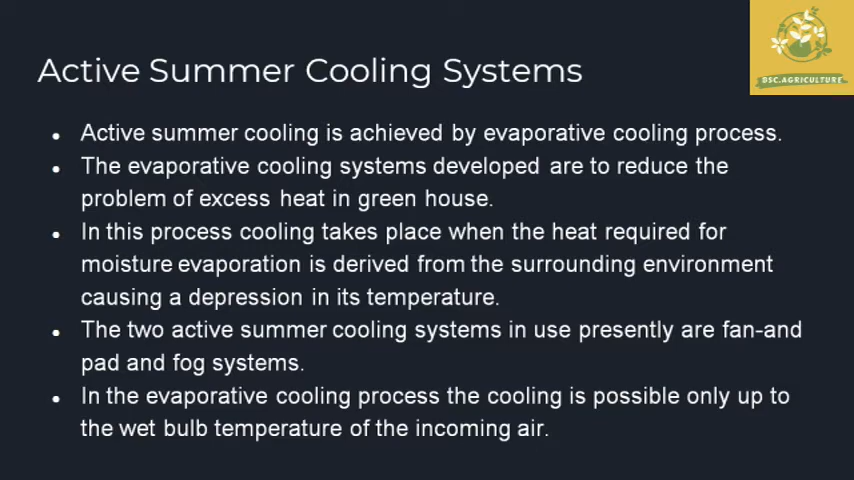 Active Summer Cooling Systems
DSC.AGRICULTURE
• Active summer cooling is achieved by evaporative cooling process.
• The evaporative cooling systems developed are to reduce the
problem of excess heat in green house.
• In this process cooling takes place when the heat required for
moisture evaporation is derived from the surrounding environment
causing a depression in its temperature.
• The two active summer cooling systems in use presently are fan-and
pad and fog systems.
• In the evaporative cooling process the cooling is possible only up to
the wet bulb temperature of the incoming air.